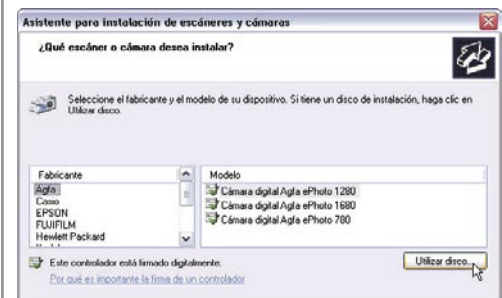 Asistente para instalación de escáneres y cámaras
¿Qué escáner o cámara desea instalar?
Seleccione el fabricante y el modelo de su dispositivo. Si tiene un disco de instalación, haga clic en
Utilizar disco.
Fabricante
Agfa
Casio
EPSON
FUJIFILM
Hewlett Packard
Modelo
Cámara digital Agfa ePhoto 1280
Cámara digital Agfa ePhoto 1680
Cámara digital Agfa ePhoto 780
Este controlador está firmado digitalmente.
Por qué es importante la firma de un controlador
Utilizar disco...